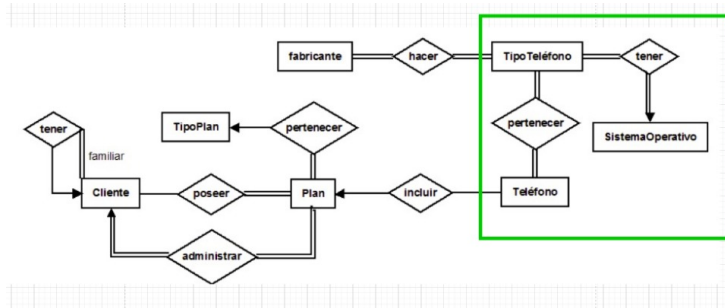 fabricante
hacer
TipoTeléfono
tener
TipoPlan
pertenecer
pertenecer
tener
SistemaOperativo
familiar
Cliente
poseer
Plan
incluir
Teléfono
administrar